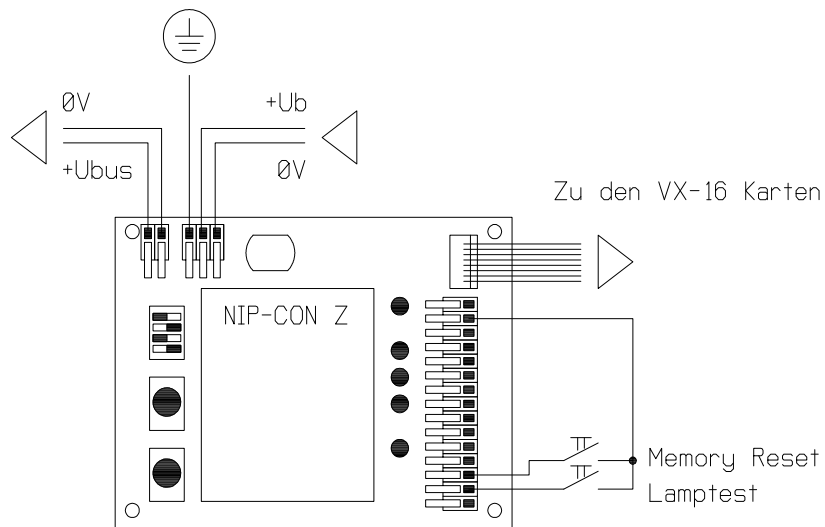 0V
+Ub
+Ubus
0V
Zu den VX-16 Karten
NIP-CON Z
Memory Reset
Lamptest